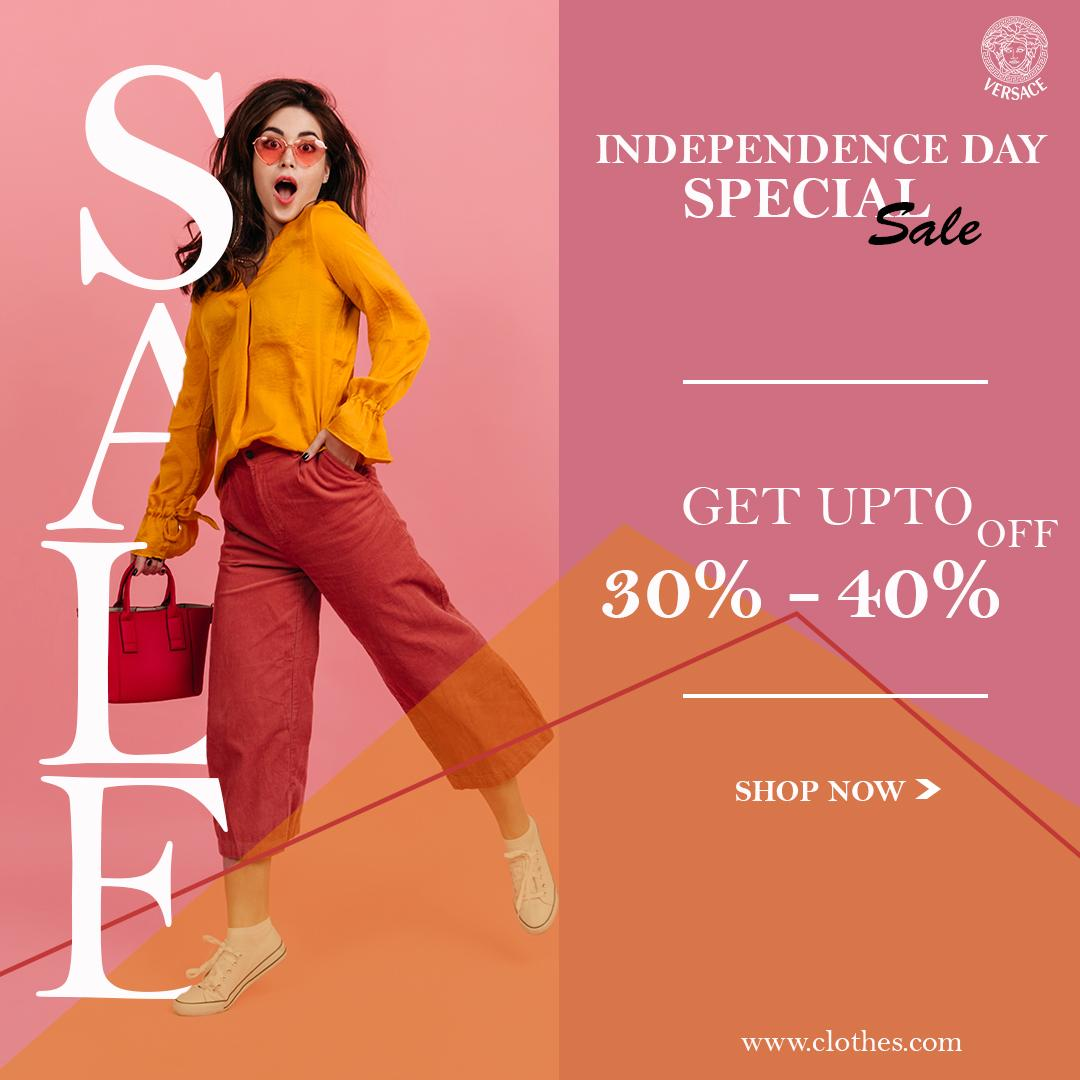 SALE
VERSACE
INDEPENDENCE DAY
SPECIAL
Sale
GET UPTO
OFF
30% - 40%
SHOP NOW
www.clothes.com